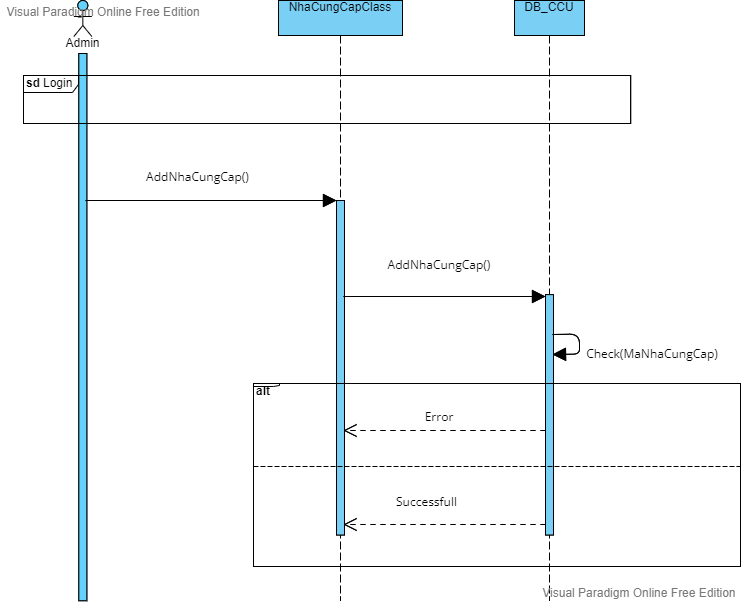 Visual Paradigm Online Free Edition
Admin
NhaCungCapClass
DB_CCU
sd Login
AddNhaCungCap()
AddNhaCungCap()
Check(MaNhaCungCap)
alt
Error
Successfull
Visual Paradigm Online Free Edition